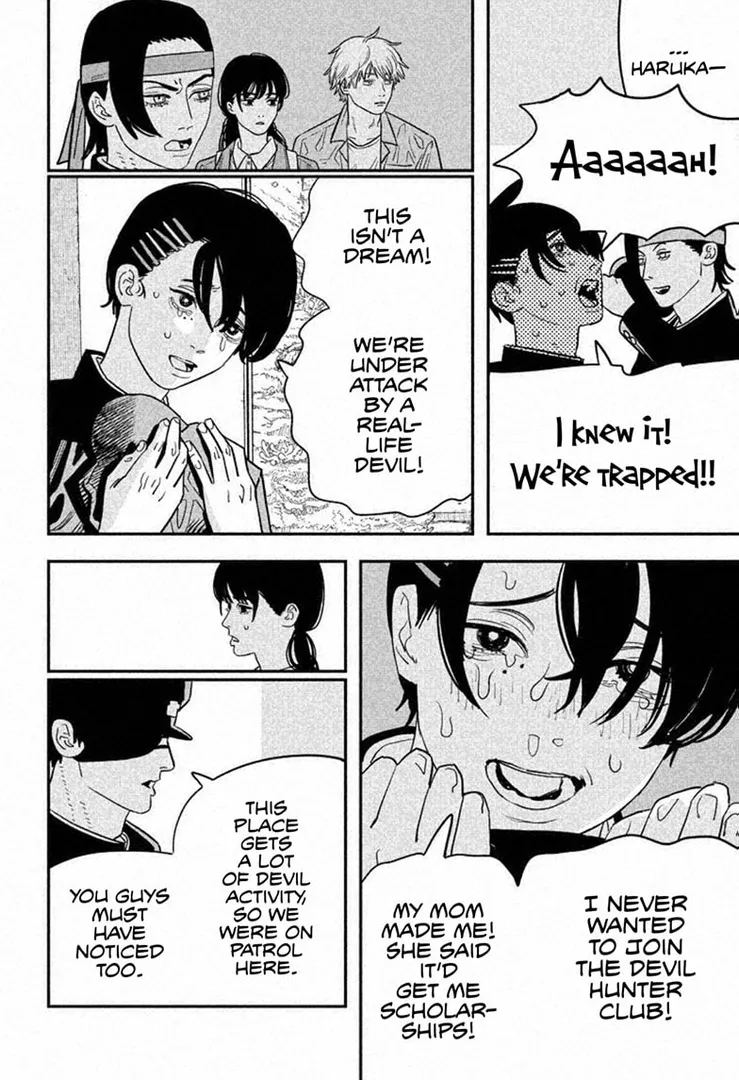 ...
HARUKA—
AaaaaaH!
I KNEW IT!
WE'RE TRAPPED!!
THIS
ISN'T A
DREAM!
WE'RE
UNDER
ATTACK
BY A
REAL-
LIFE
DEVIL!
I NEVER
WANTED
TO JOIN
THE DEVIL
HUNTER
CLUB!
MY MOM
MADE ME!
SHE SAID
IT'D
GET ME
SCHOLAR-
SHIPS!
THIS
PLACE
GETS
A LOT
OF DEVIL
ACTIVITY,
SO WE
WERE ON
PATROL
HERE.
YOU GUYS
MUST
HAVE
NOTICED
TOO.